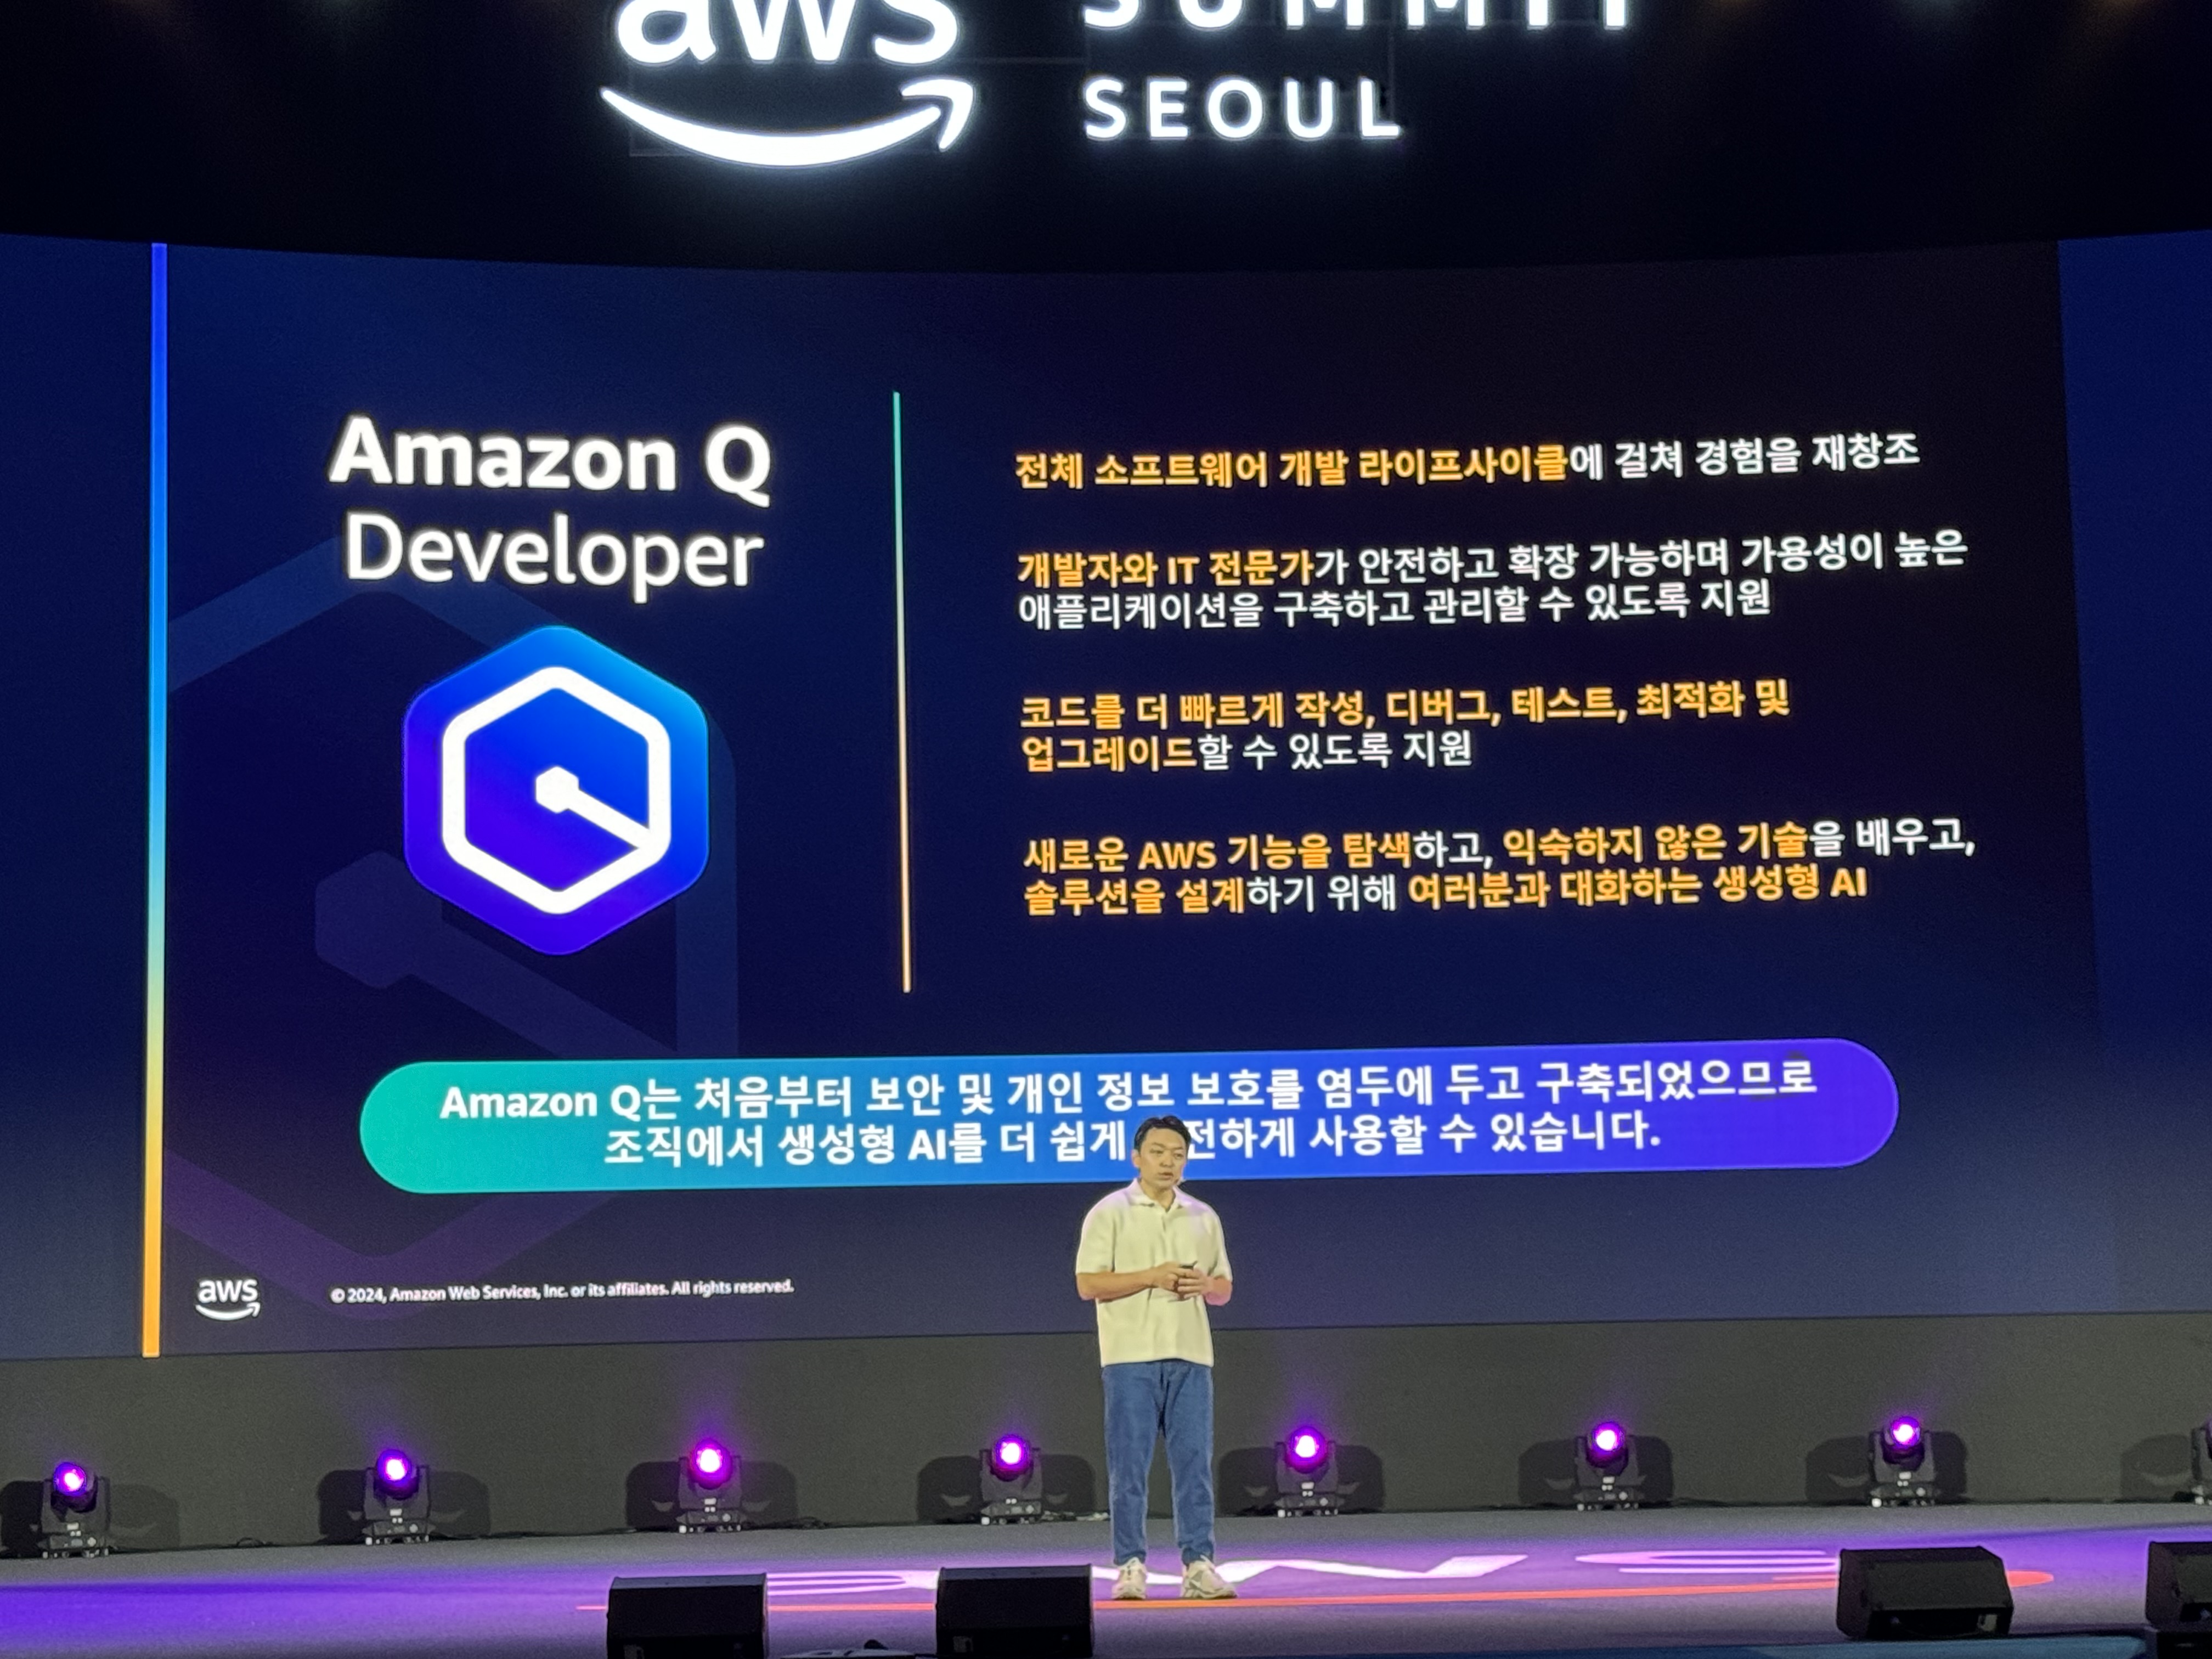 aws SUMMIT
SEOUL
Amazon Q
Developer
전체 소프트웨어 개발 라이프사이클에 걸쳐 경험을 재창조
개발자와 IT 전문가가 안전하고 확장 가능하며 가용성이 높은
애플리케이션을 구축하고 관리할 수 있도록 지원
코드를 더 빠르게 작성, 디버그, 테스트, 최적화 및
업그레이드할 수 있도록 지원
새로운 AWS 기능을 탐색하고, 익숙하지 않은 기술을 배우고,
솔루션을 설계하기 위해 여러분과 대화하는 생성형 AI
Amazon Q는 처음부터 보안 및 개인 정보 보호를 염두에 두고 구축되었으므로
조직에서 생성형 AI를 더 쉽게 전하게 사용할 수 있습니다.
aws
© 2024, Amazon Web Services, Inc. or its affiliates. All rights reserved.